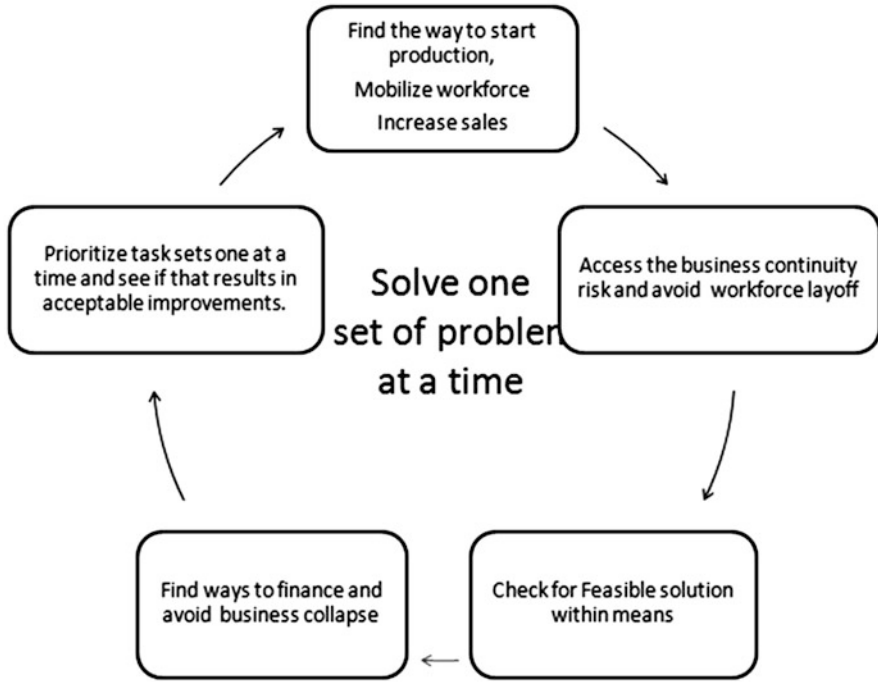 Find the way to start
production,
Mobilize workforce
Increase sales
Access the business continuity
risk and avoid workforce layoff
Check for Feasible solution
within means
Find ways to finance and
avoid business collapse
Prioritize task sets one at a
time and see if that results in
acceptable improvements.
Solve one
set of problem
at a time